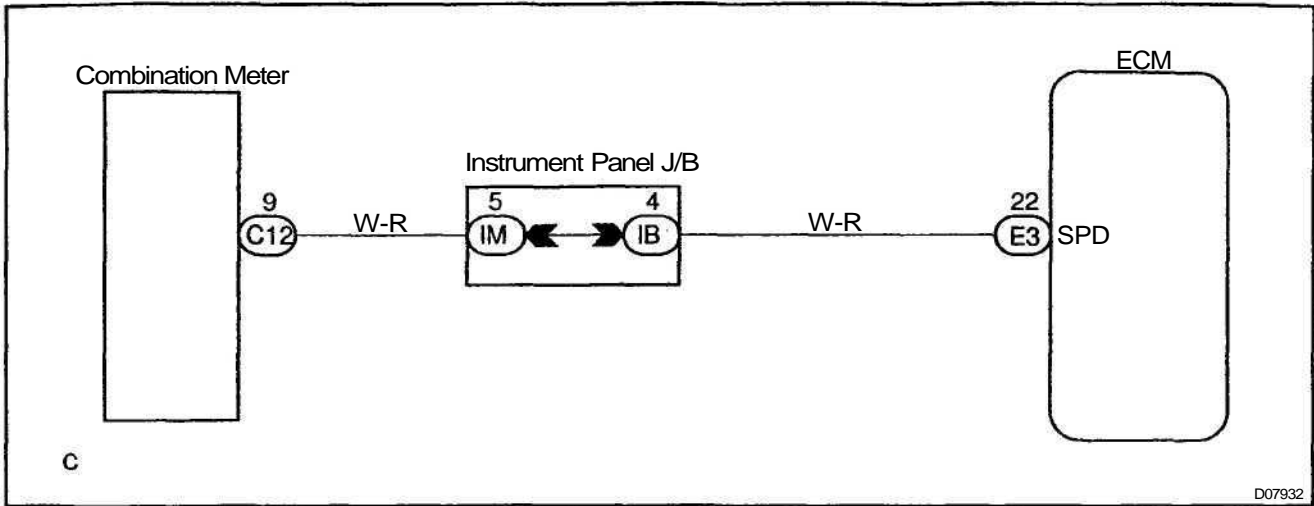 ECM
Combination Meter
Instrument Panel J/B
9
5
4
22
C12
W-R
IM
IB
W-R
E3
SPD
C
D07932